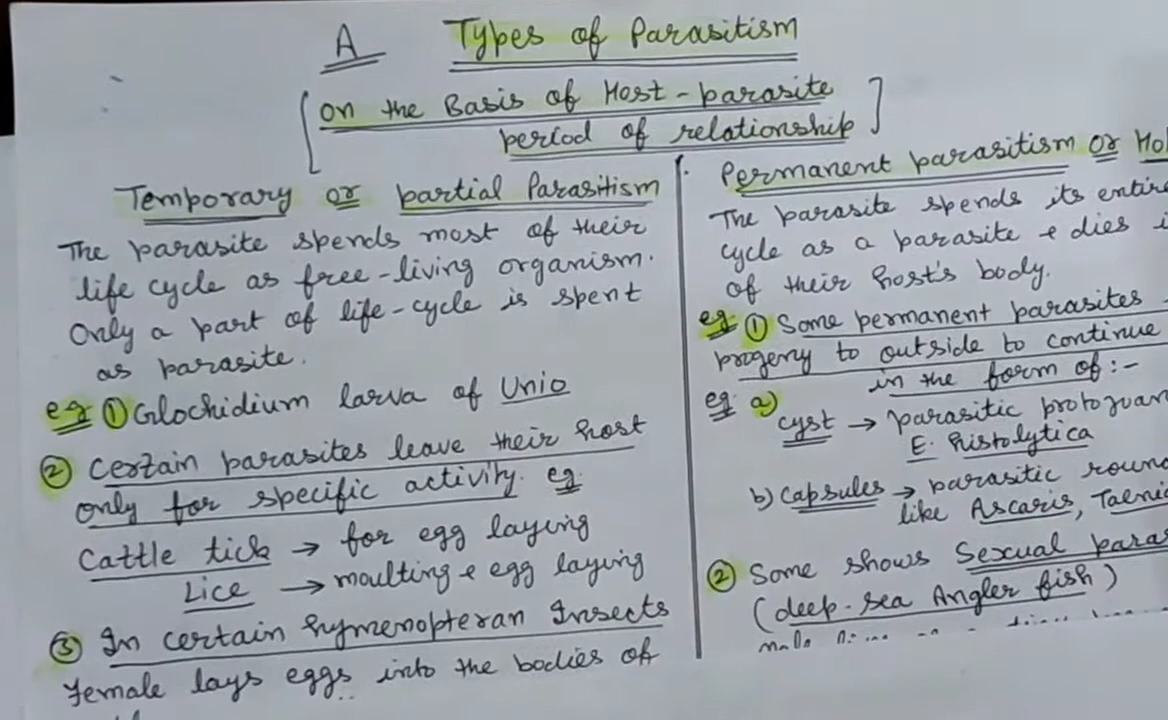 A Types of Parasitism
[on the Basis of Host-parasite
period of relationship]
Temporary or partial Parasitism
The parasite spends most of their
life cycle as free-living organism.
Only a part of life-cycle is spent
as parasite.
eg ① Glochidium larva of Unio
② Certain parasites leave their host
only for specific activity. eg.
Cattle tick → for egg laying
Lice → moulting & egg laying
③ In certain hymenopteran Insects
female lays eggs into the bodies of
Permanent parasitism or
The parasite spends its
cycle as a parasite & dies
of their host's body.
eg ① Some permanent parasites
progeny to outside to continue
in the form of:-
eg. a) cyst → parasitic
E. histolytica
b) Capsules → parasitic
like Ascaris,
② Some shows Sexual
(deep-sea Angler fish)